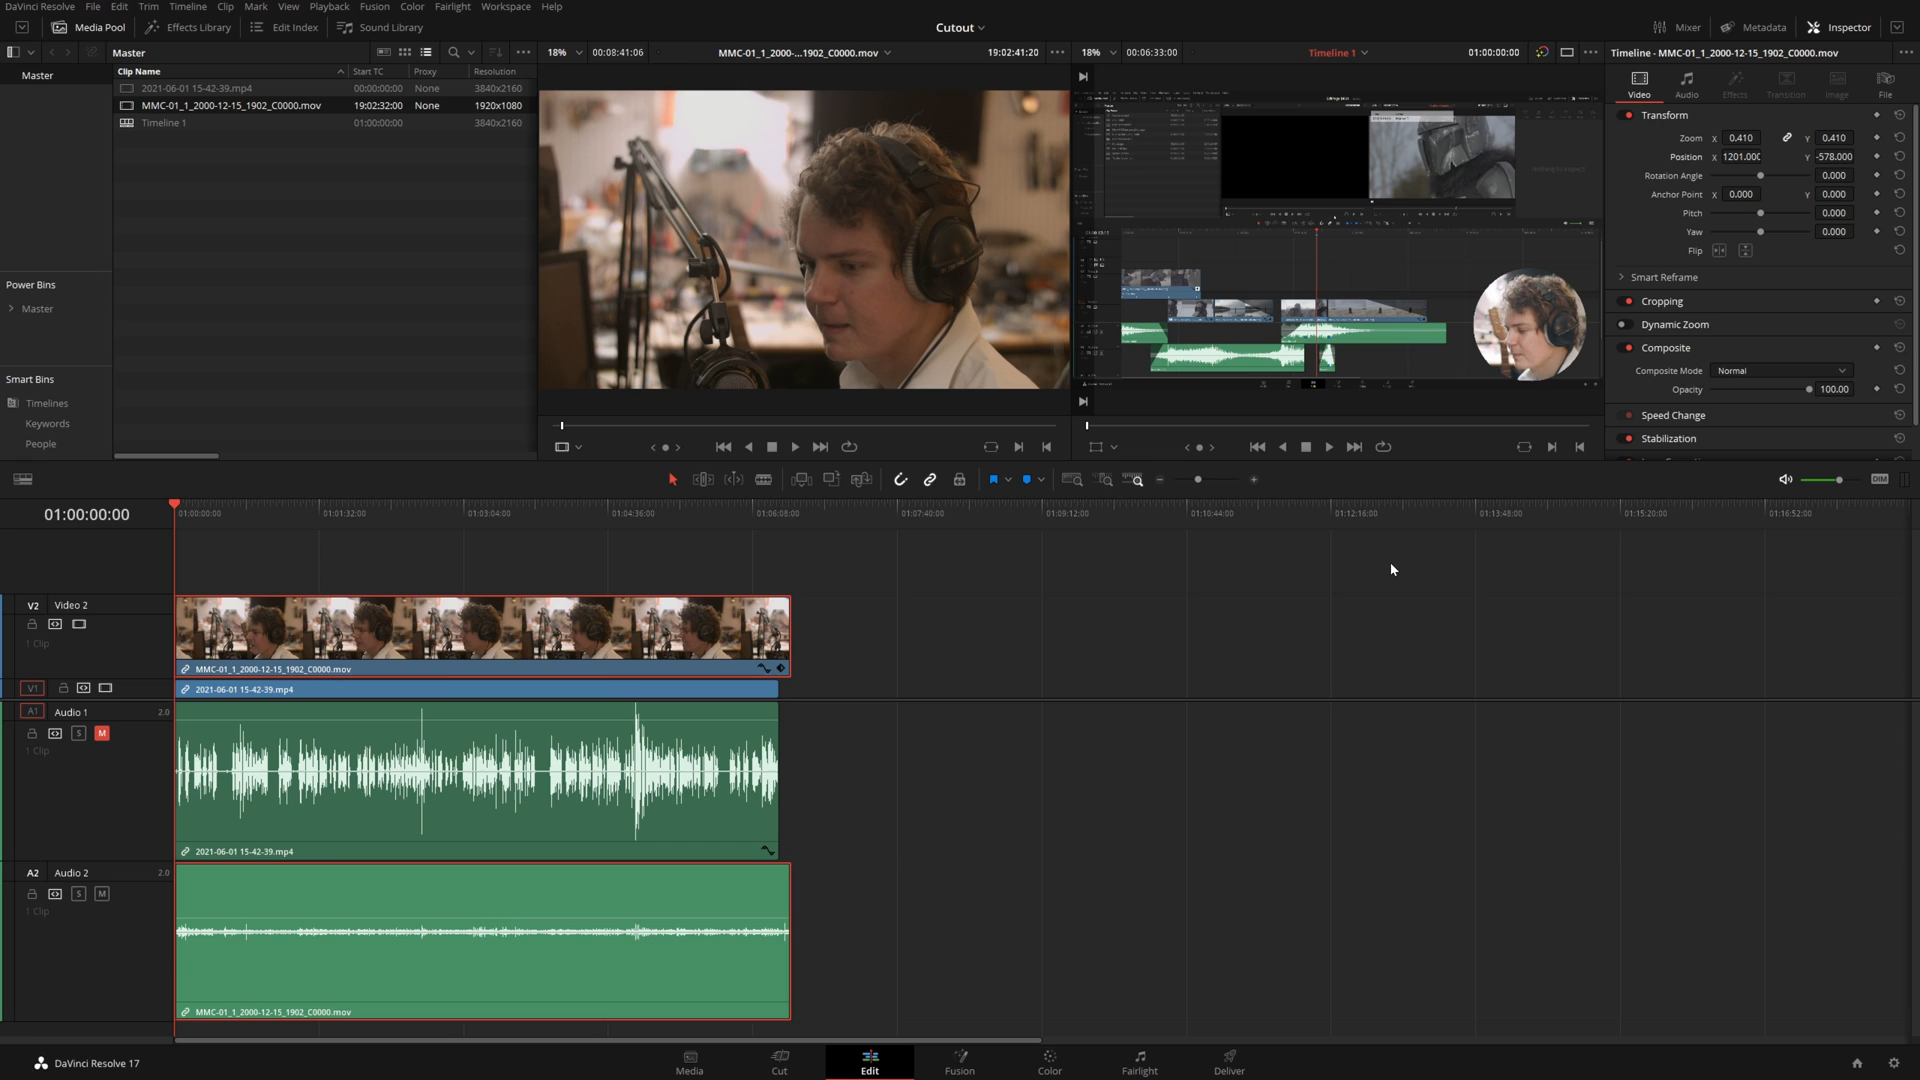 DaVinci Resolve File Edit Trim Timeline Clip Mark View Playback Fusion Color Fairlight Workspace Help
Media Pool Effects Library Edit Index Sound Library Cutout Mixer Metadata Inspector
Master 18% 00:08:41:06 MMC-01_1_2000-...1902_C0000.mov 19:02:41:20 18% 00:06:33:00 Timeline 1 01:00:00:00 Timeline - MMC-01_1_2000-12-15_1902_C0000.mov
Master
Clip Name Start TC Proxy Resolution
2021-06-01 15-42-39.mp4 00:00:00:00 None 3840x2160
MMC-01_1_2000-12-15_1902_C0000.mov 19:02:32:00 None 1920x1080
Timeline 1 01:00:00:00 3840x2160
Power Bins
Master
Smart Bins
Timelines
Keywords
People
Video Audio Effects Transition Image File
Transform
Zoom X 0.410 Y 0.410
Position X 1201.000 Y -578.000
Rotation Angle 0.000
Anchor Point X 0.000 Y 0.000
Pitch 0.000
Yaw 0.000
Flip
Smart Reframe
Cropping
Dynamic Zoom
Composite
Composite Mode Normal
Opacity 100.00
Speed Change
Stabilization
DIM
01:00:00:00
01:00:00:00 01:01:32:00 01:03:04:00 01:04:36:00 01:06:08:00 01:07:40:00 01:09:12:00 01:10:44:00 01:12:16:00 01:13:48:00 01:15:20:00 01:16:52:00
V2 Video 2
1 Clip
MMC-01_1_2000-12-15_1902_C0000.mov
V1
2021-06-01 15-42-39.mp4
A1 Audio 1 2.0
S M
1 Clip
2021-06-01 15-42-39.mp4
A2 Audio 2 2.0
S M
1 Clip
MMC-01_1_2000-12-15_1902_C0000.mov
DaVinci Resolve 17
Media Cut Edit Fusion Color Fairlight Deliver